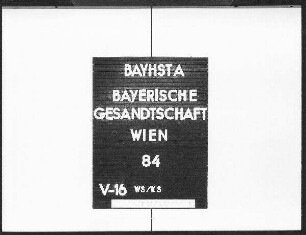 BAYHSTA
BAYERISCHE
GESANDTSCHAFT
WIEN
84
V-16 WS/KS